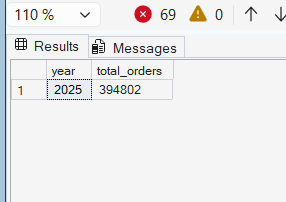 110 % 69 0
Results Messages
year total_orders
1 2025 394802